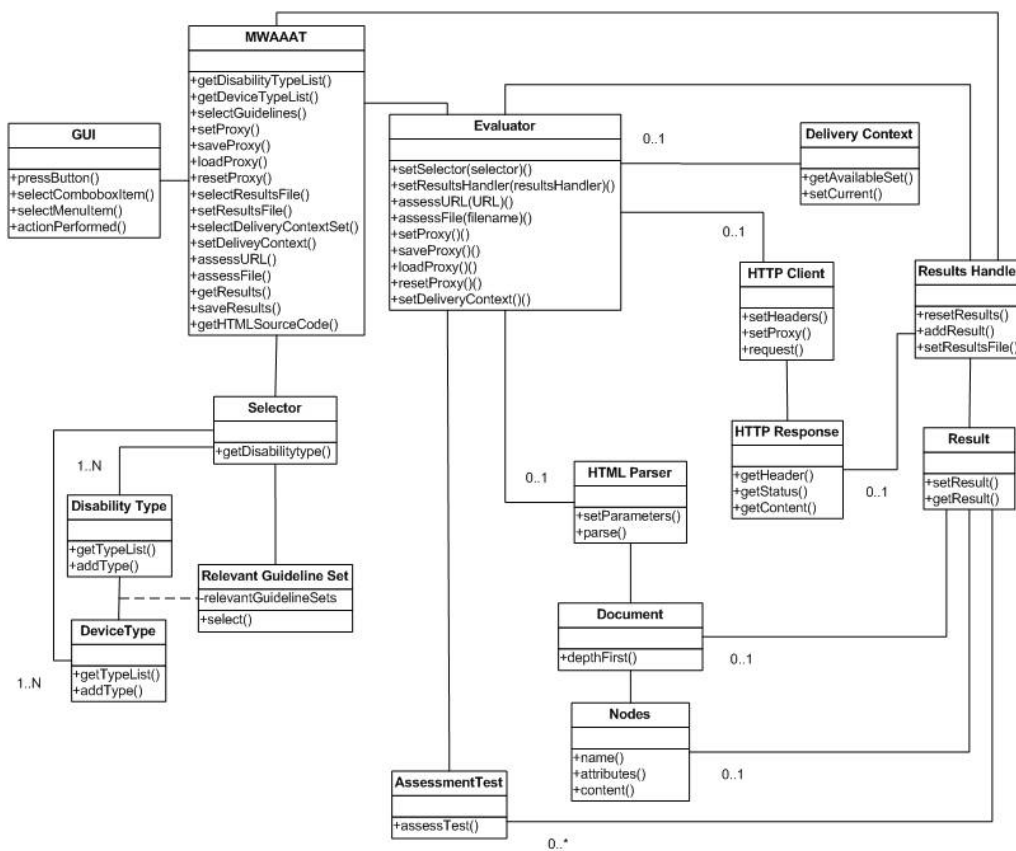 MWAAAT
+getDisabilityTypeList()
+getDeviceTypeList()
+selectGuidelines()
+setProxy()
+saveProxy()
+loadProxy()
+resetProxy()
+selectResultsFile()
+setResultsFile()
+selectDeliveryContextSet()
+setDeliveyContext()
+assessURL()
+assessFile()
+getResults()
+saveResults()
+getHTMLSourceCode()
GUI
+pressButton()
+selectComboboxItem()
+selectMenuItem()
+actionPerformed()
Evaluator
+setSelector(selector)()
+setResultsHandler(resultsHandler)()
+assessURL(URL)()
+assessFile(filename)()
+setProxy()()
+saveProxy()()
+loadProxy()()
+resetProxy()()
+setDeliveryContext()()
0..1
Delivery Context
+getAvailableSet()
+setCurrent()
0..1
HTTP Client
+setHeaders()
+setProxy()
+request()
Results Handler
+resetResults()
+addResult()
+setResultsFile()
Selector
+getDisabilitytype()
1..N
HTTP Response
+getHeader()
+getStatus()
+getContent()
0..1
Result
+setResult()
+getResult()
0..1
HTML Parser
+setParameters()
+parse()
Disability Type
+getTypeList()
+addType()
Relevant Guideline Set
-relevantGuidelineSets
+select()
DeviceType
+getTypeList()
+addType()
1..N
Document
+depthFirst()
0..1
Nodes
+name()
+attributes()
+content()
0..1
AssessmentTest
+assessTest()
0..*